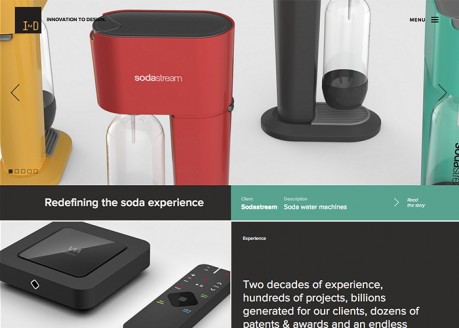 I2D
INNOVATION TO DESIGN
MENU
sodastream
SODAS
Redefining the soda experience
Client
Sodastream
Description
Soda water machines
Read
the story
Experience
Two decades of experience,
hundreds of projects, billions
generated for our clients, dozens of
patents & awards and an endless